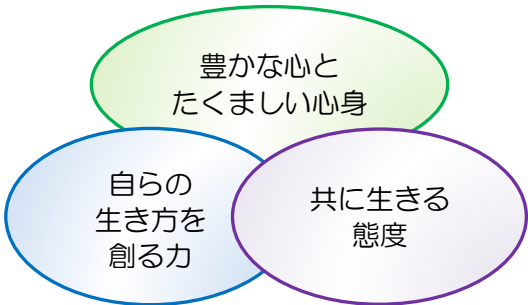 豊かな心と
たくましい心身
自らの
生き方を
創る力
共に生きる
態度